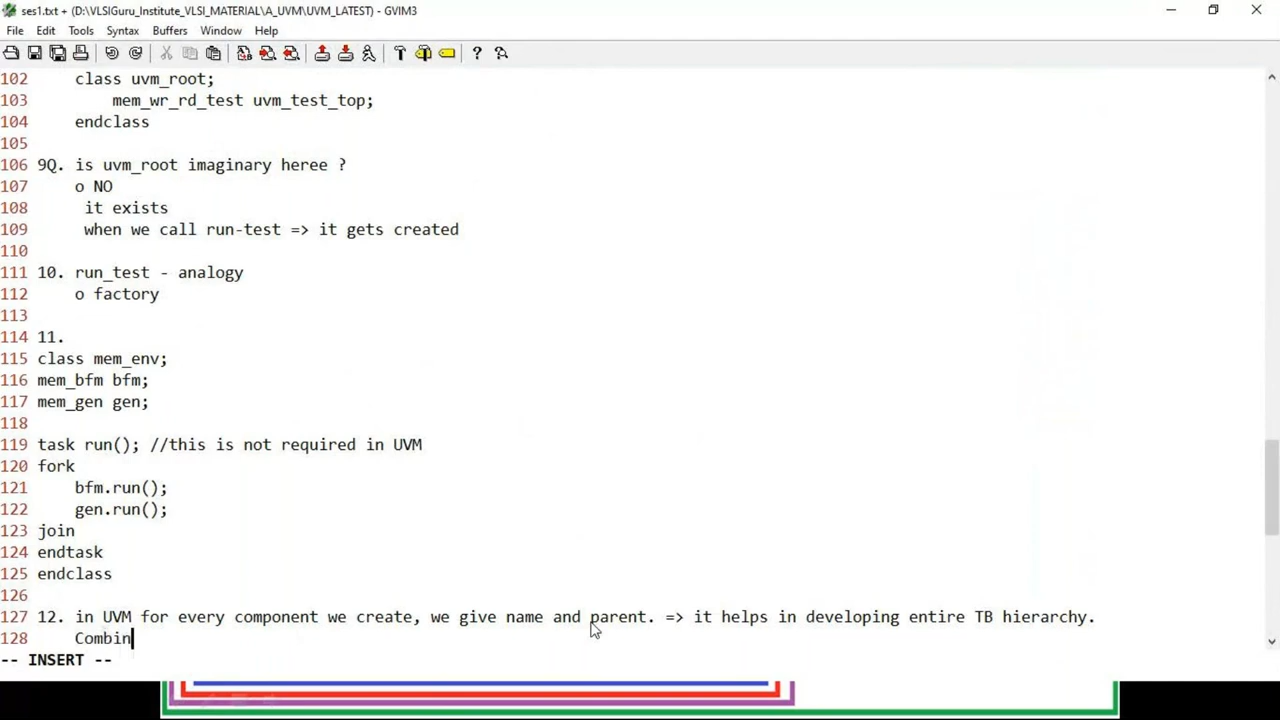 ses1.txt + (D:\VLSIGuru_Institute_VLSI_MATERIAL\A_UVM\UVM_LATEST) - GVIM3
File Edit Tools Syntax Buffers Window Help
102 class uvm_root;
103 mem_wr_rd_test uvm_test_top;
104 endclass
105
106 9Q. is uvm_root imaginary heree ?
107 o NO
108 it exists
109 when we call run-test => it gets created
110
111 10. run_test - analogy
112 o factory
113
114 11.
115 class mem_env;
116 mem_bfm bfm;
117 mem_gen gen;
118
119 task run(); //this is not required in UVM
120 fork
121 bfm.run();
122 gen.run();
123 join
124 endtask
125 endclass
126
127 12. in UVM for every component we create, we give name and parent. => it helps in developing entire TB hierarchy.
128 Combin
-- INSERT --